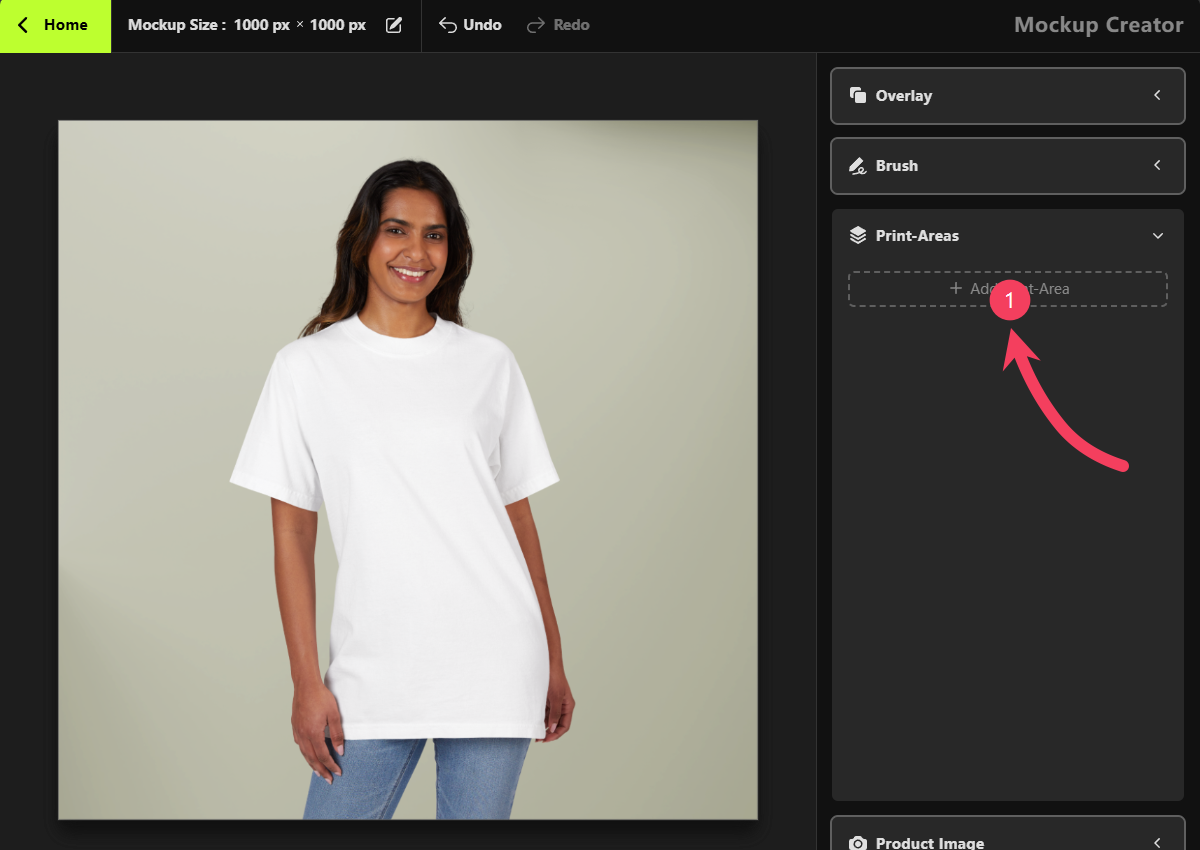 Home
Mockup Size : 1000 px × 1000 px
Undo
Redo
Mockup Creator
Overlay
Brush
Print-Areas
+ Add t-Area
1
Product Image